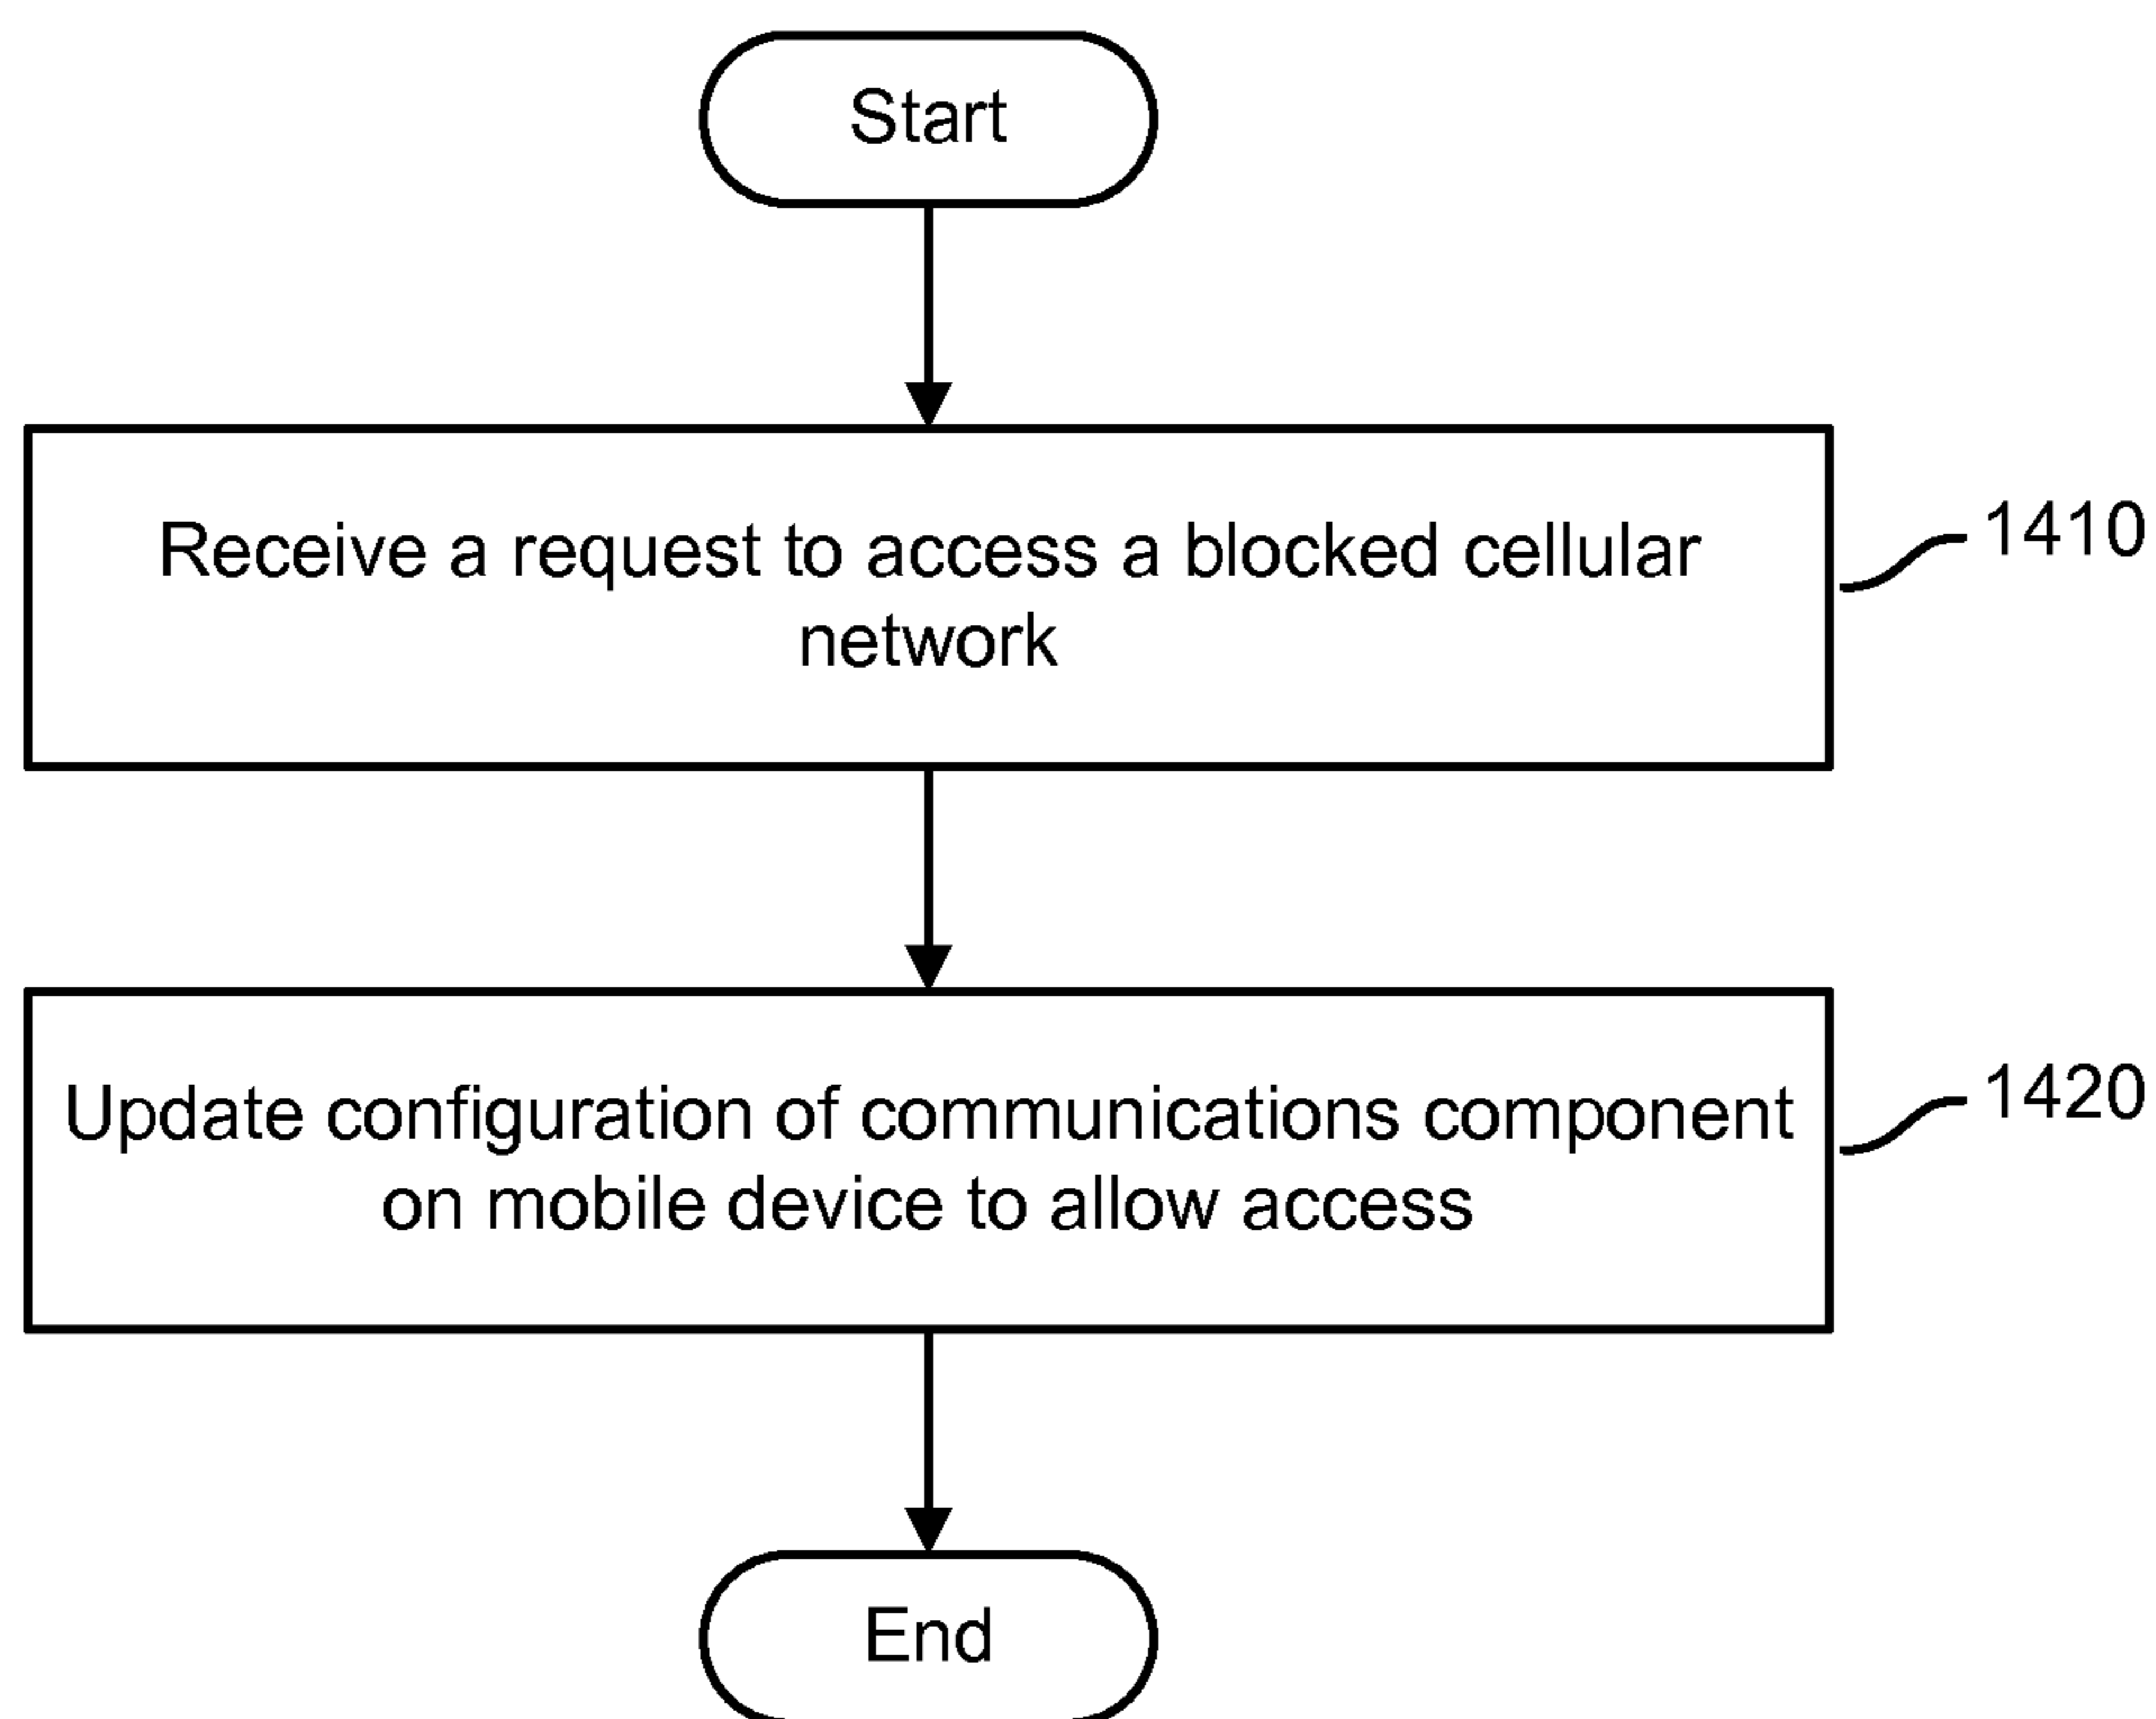 Start
Receive a request to access a blocked cellular
network
1410
Update configuration of communications component
on mobile device to allow access
1420
End